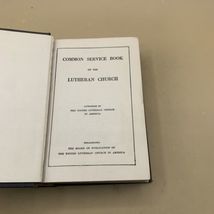 COMMON SERVICE BOOK
OF THE
LUTHERAN CHURCH
AUTHORIZED BY
THE UNITED LUTHERAN CHURCH
IN AMERICA
PHILADELPHIA
THE BOARD OF PUBLICATION OF
THE UNITED LUTHERAN CHURCH IN AMERICA